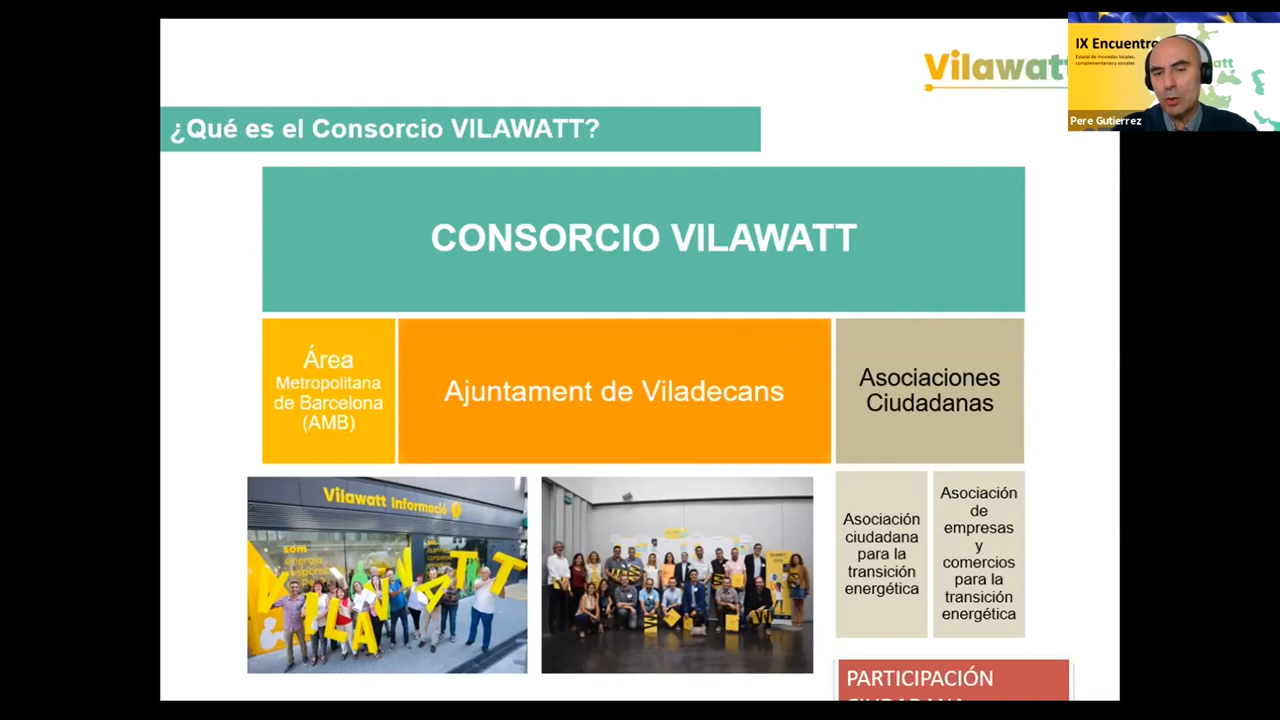 Vilawatt
IX Encuentro
Estatal de monedas locales,
complementarias y sociales
Pere Gutierrez
¿Qué es el Consorcio VILAWATT?
CONSORCIO VILAWATT
Área
Metropolitana
de Barcelona
(AMB)
Ajuntament de Viladecans
Asociaciones
Ciudadanas
Asociación
ciudadana
para la
transición
energética
Asociación
de
empresas
y
comercios
para la
transición
energética
Vilawatt Informació
som
energia
VILAWATT
PARTICIPACIÓN
CIUDADANA